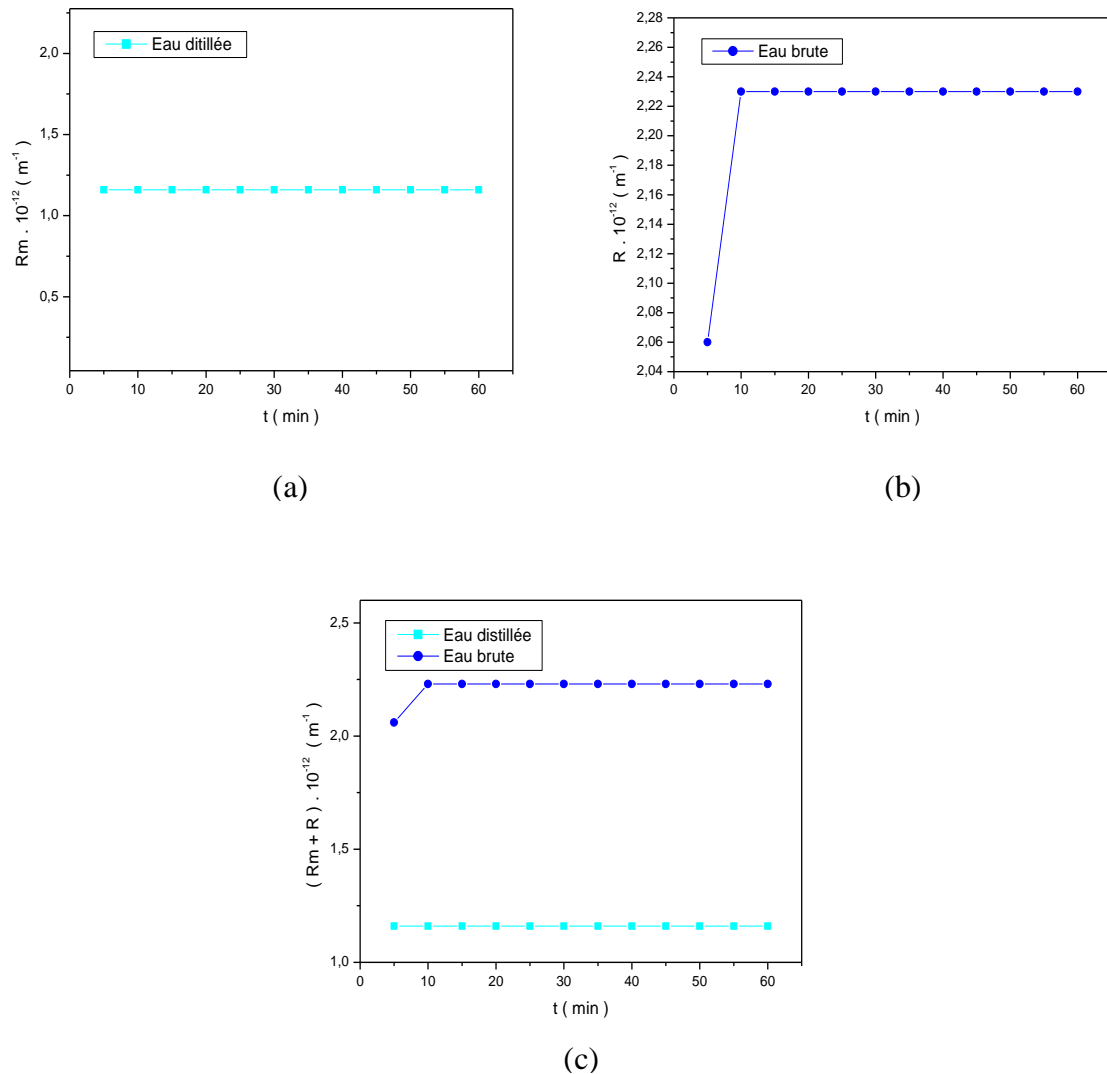 Eau ditillée
2,0
1,5
1,0
0,5
Rm . 10⁻¹² ( m⁻¹ )
0 10 20 30 40 50 60
t ( min )
(a)
Eau brute
2,28
2,26
2,24
2,22
2,20
2,18
2,16
2,14
2,12
2,10
2,08
2,06
2,04
R . 10⁻¹² ( m⁻¹ )
0 10 20 30 40 50 60
t ( min )
(b)
Eau distillée
Eau brute
2,5
2,0
1,5
1,0
( Rm + R ) . 10⁻¹² ( m⁻¹ )
0 10 20 30 40 50 60
t ( min )
(c)